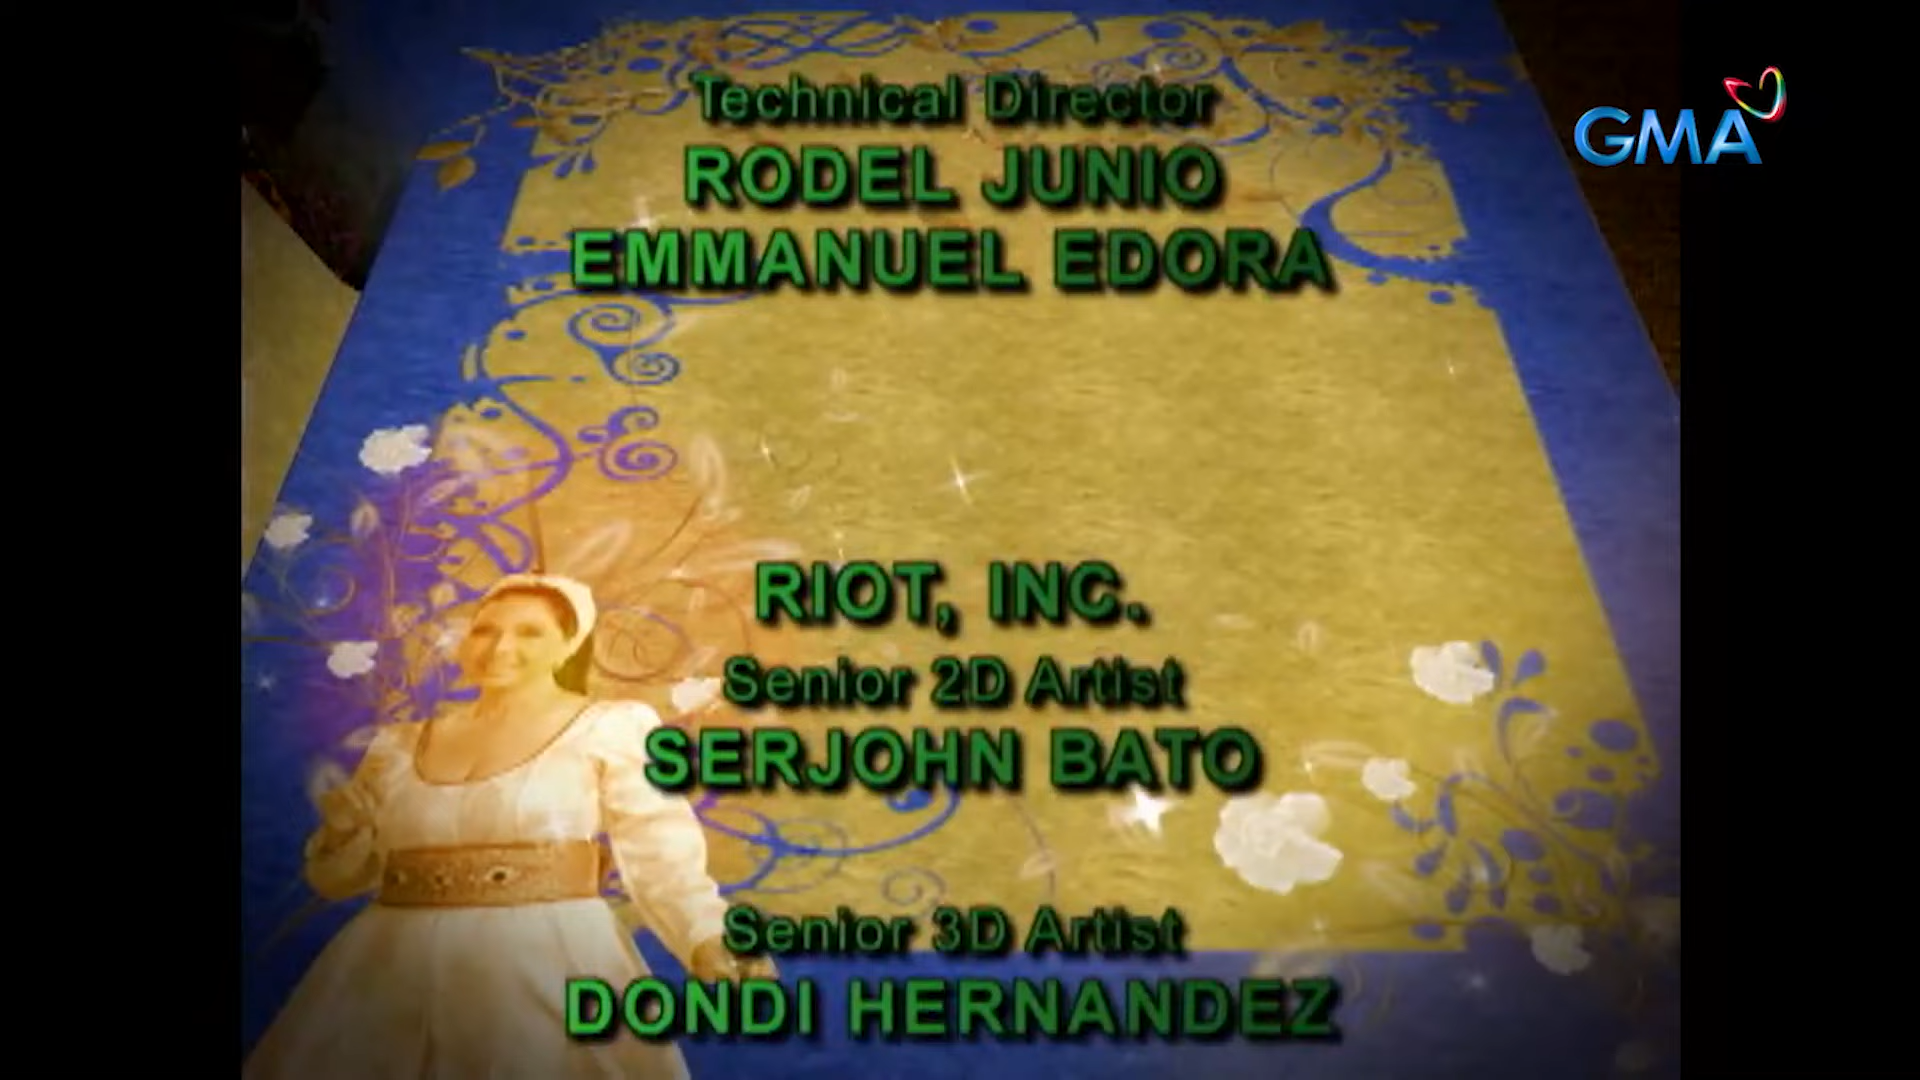 GMA
Technical Director
RODEL JUNIO
EMMANUEL EDORA
RIOT, INC.
Senior 2D Artist
SERJOHN BATO
Senior 3D Artist
DONDI HERNANDEZ